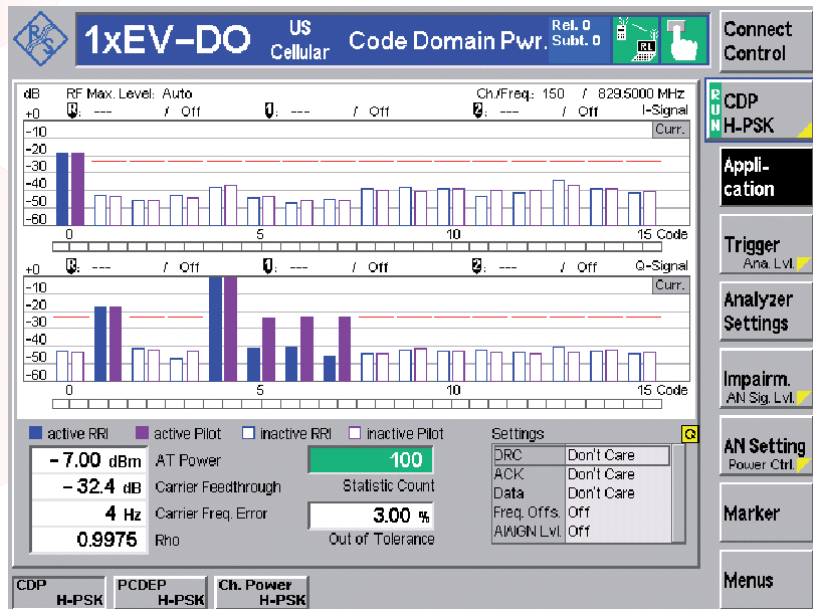 1xEV-DO
US
Cellular
Code Domain Pwr.
Rel. 0
Subt. 0
RL
Connect
Control
dB RF Max. Level: Auto Ch./Freq.: 150 / 829.5000 MHz
+0 R: --- / Off 1: --- / Off 2: --- / Off I-Signal
Curr.
-10
-20
-30
-40
-50
-60
0 5 10 15 Code
+0 R: --- / Off 1: --- / Off 2: --- / Off Q-Signal
Curr.
-10
-20
-30
-40
-50
-60
0 5 10 15 Code
active RRI active Pilot inactive RRI inactive Pilot
- 7.00 dBm AT Power
- 32.4 dB Carrier Feedthrough
4 Hz Carrier Freq. Error
0.9975 Rho
100
Statistic Count
3.00 %
Out of Tolerance
Settings
DRC Don't Care
ACK Don't Care
Data Don't Care
Freq. Offs. Off
AWGN Lvl. Off
RUN
CDP
H-PSK
Appli-
cation
Trigger
Ana. Lvl.
Analyzer
Settings
Impairm.
AN Sig. Lvl.
AN Setting
Power Ctrl.
Marker
Menus
CDP
H-PSK
PCDEP
H-PSK
Ch. Power
H-PSK